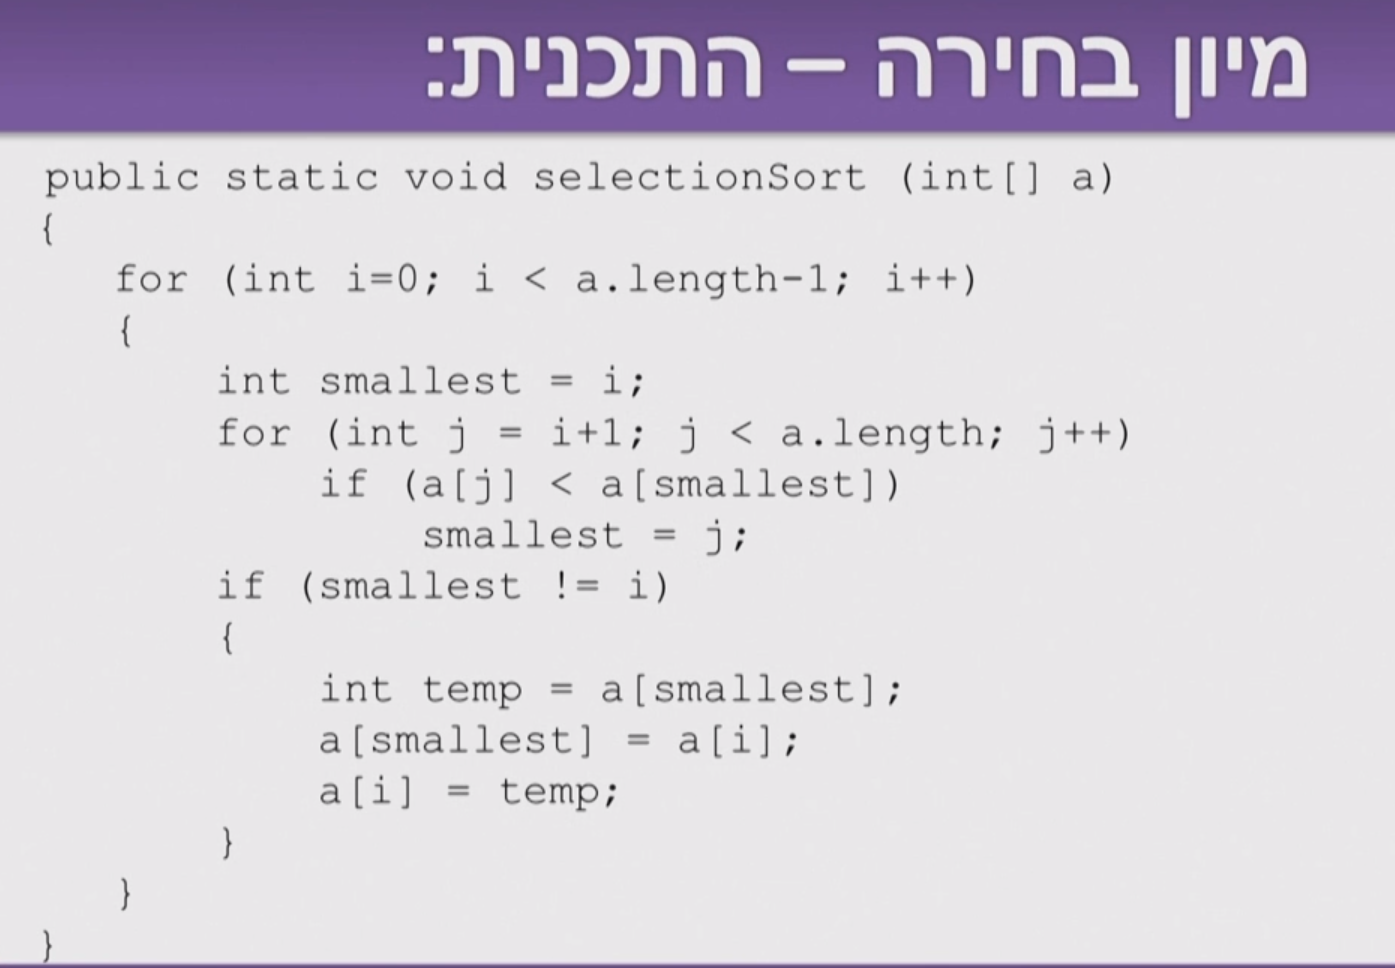 מיון בחירה – התכנית:
public static void selectionSort (int[] a)
{
for (int i=0; i < a.length-1; i++)
{
int smallest = i;
for (int j = i+1; j < a.length; j++)
if (a[j] < a[smallest])
smallest = j;
if (smallest != i)
{
int temp = a[smallest];
a[smallest] = a[i];
a[i] = temp;
}
}
}